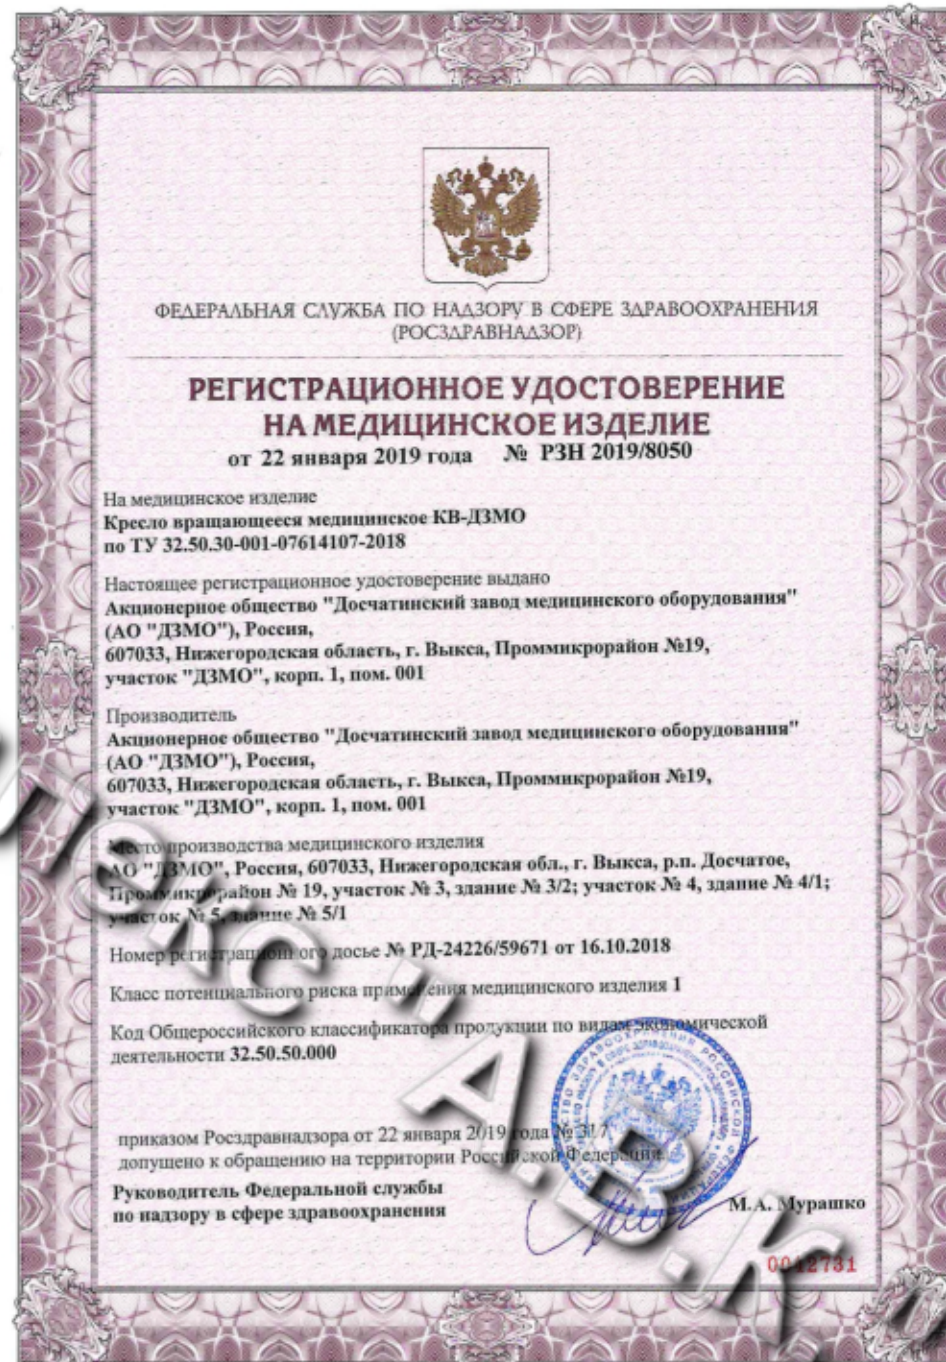 ФЕДЕРАЛЬНАЯ СЛУЖБА ПО НАДЗОРУ В СФЕРЕ ЗДРАВООХРАНЕНИЯ
(РОСЗДРАВНАДЗОР)
РЕГИСТРАЦИОННОЕ УДОСТОВЕРЕНИЕ
НА МЕДИЦИНСКОЕ ИЗДЕЛИЕ
от 22 января 2019 года № РЗН 2019/8050
На медицинское изделие
Кресло вращающееся медицинское КВ-ДЗМО
по ТУ 32.50.30-001-07614107-2018
Настоящее регистрационное удостоверение выдано
Акционерное общество "Досчатинский завод медицинского оборудования"
(АО "ДЗМО"), Россия,
607033, Нижегородская область, г. Выкса, Проммикрорайон №19,
участок "ДЗМО", корп. 1, пом. 001
Производитель
Акционерное общество "Досчатинский завод медицинского оборудования"
(АО "ДЗМО"), Россия,
607033, Нижегородская область, г. Выкса, Проммикрорайон №19,
участок "ДЗМО", корп. 1, пом. 001
Место производства медицинского изделия
АО "ДЗМО", Россия, 607033, Нижегородская обл., г. Выкса, р.п. Досчатое,
Проммикрорайон № 19, участок № 3, здание № 3/2; участок № 4, здание № 4/1;
участок № 5, здание № 5/1
Номер регистрационного досье № РД-24226/59671 от 16.10.2018
Класс потенциального риска применения медицинского изделия 1
Код Общероссийского классификатора продукции по видам экономической
деятельности 32.50.50.000
приказом Росздравнадзора от 22 января 2019 года № 317
допущено к обращению на территории Российской Федерации.
Руководитель Федеральной службы
по надзору в сфере здравоохранения
М.А. Мурашко
0012731
"А.В.К.